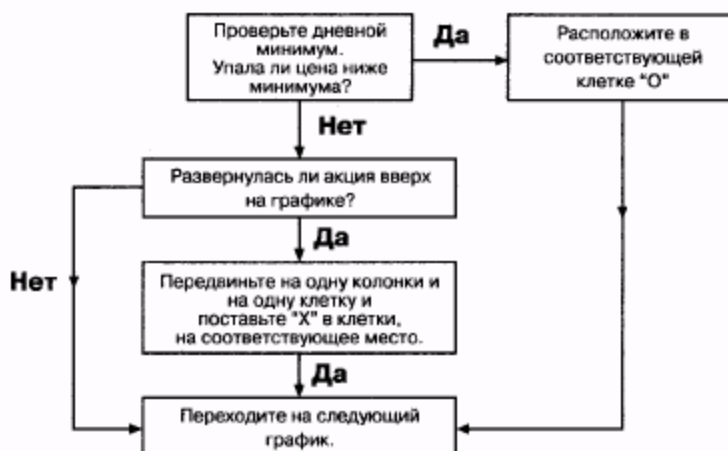 Проверьте дневной
минимум.
Упала ли цена ниже
минимума?
Да
Расположите в
соответствующей
клетке "О"
Нет
Развернулась ли акция вверх
на графике?
Да
Нет
Передвиньте на одну колонки и
на одну клетку и
поставьте "Х" в клетки,
на соответствующее место.
Да
Переходите на следующий
график.